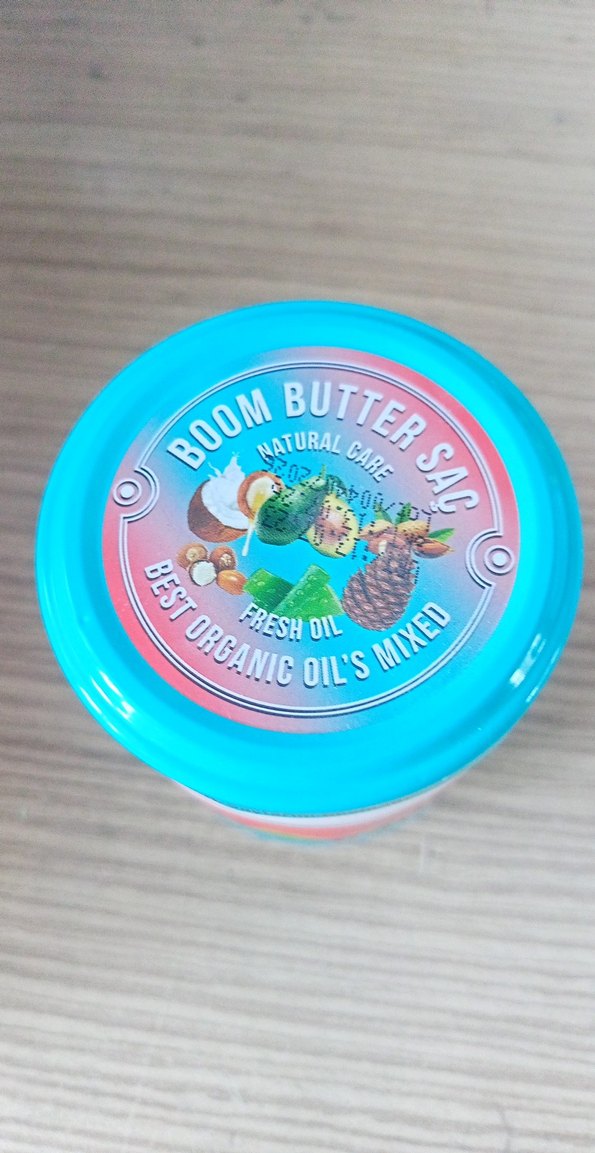 BOOM BUTTER SAÇ
NATURAL CARE
FRESH OIL
BEST ORGANIC OIL'S MIXED